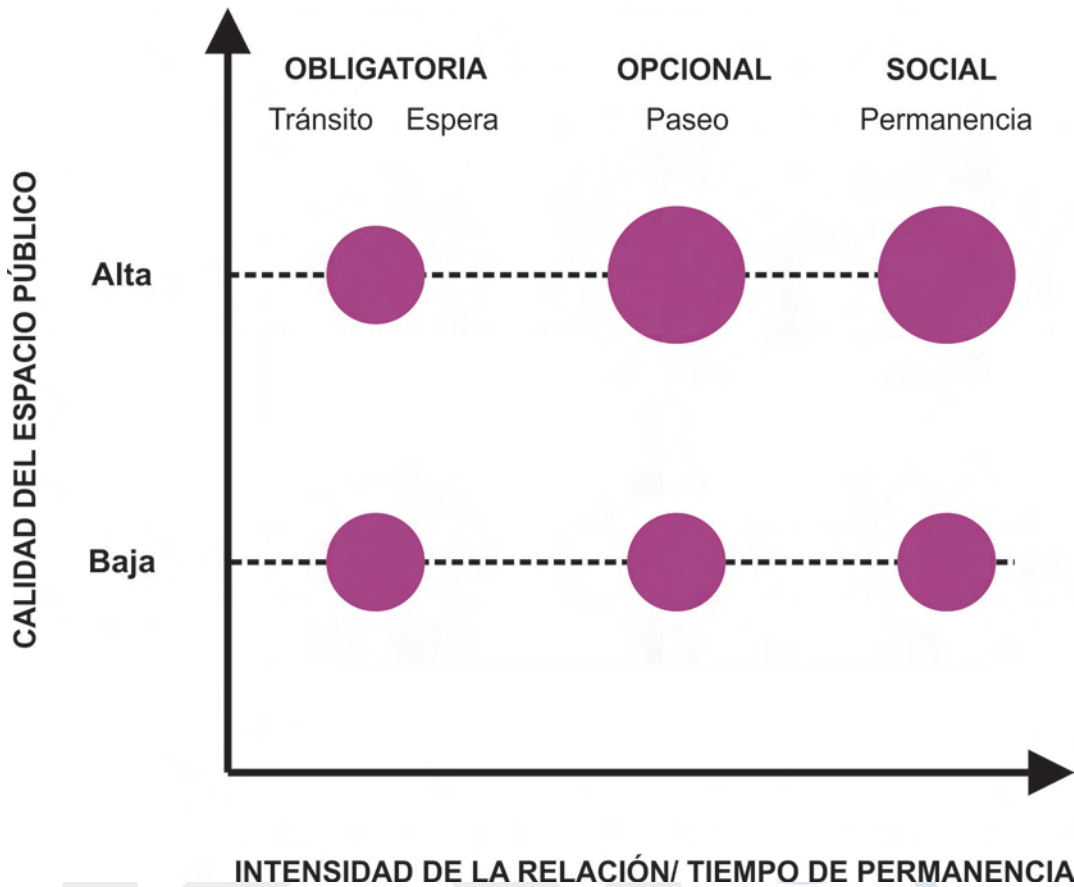 OBLIGATORIA OPCIONAL SOCIAL
Tránsito Espera Paseo Permanencia
CALIDAD DEL ESPACIO PÚBLICO
Alta
Baja
INTENSIDAD DE LA RELACIÓN/ TIEMPO DE PERMANENCIA